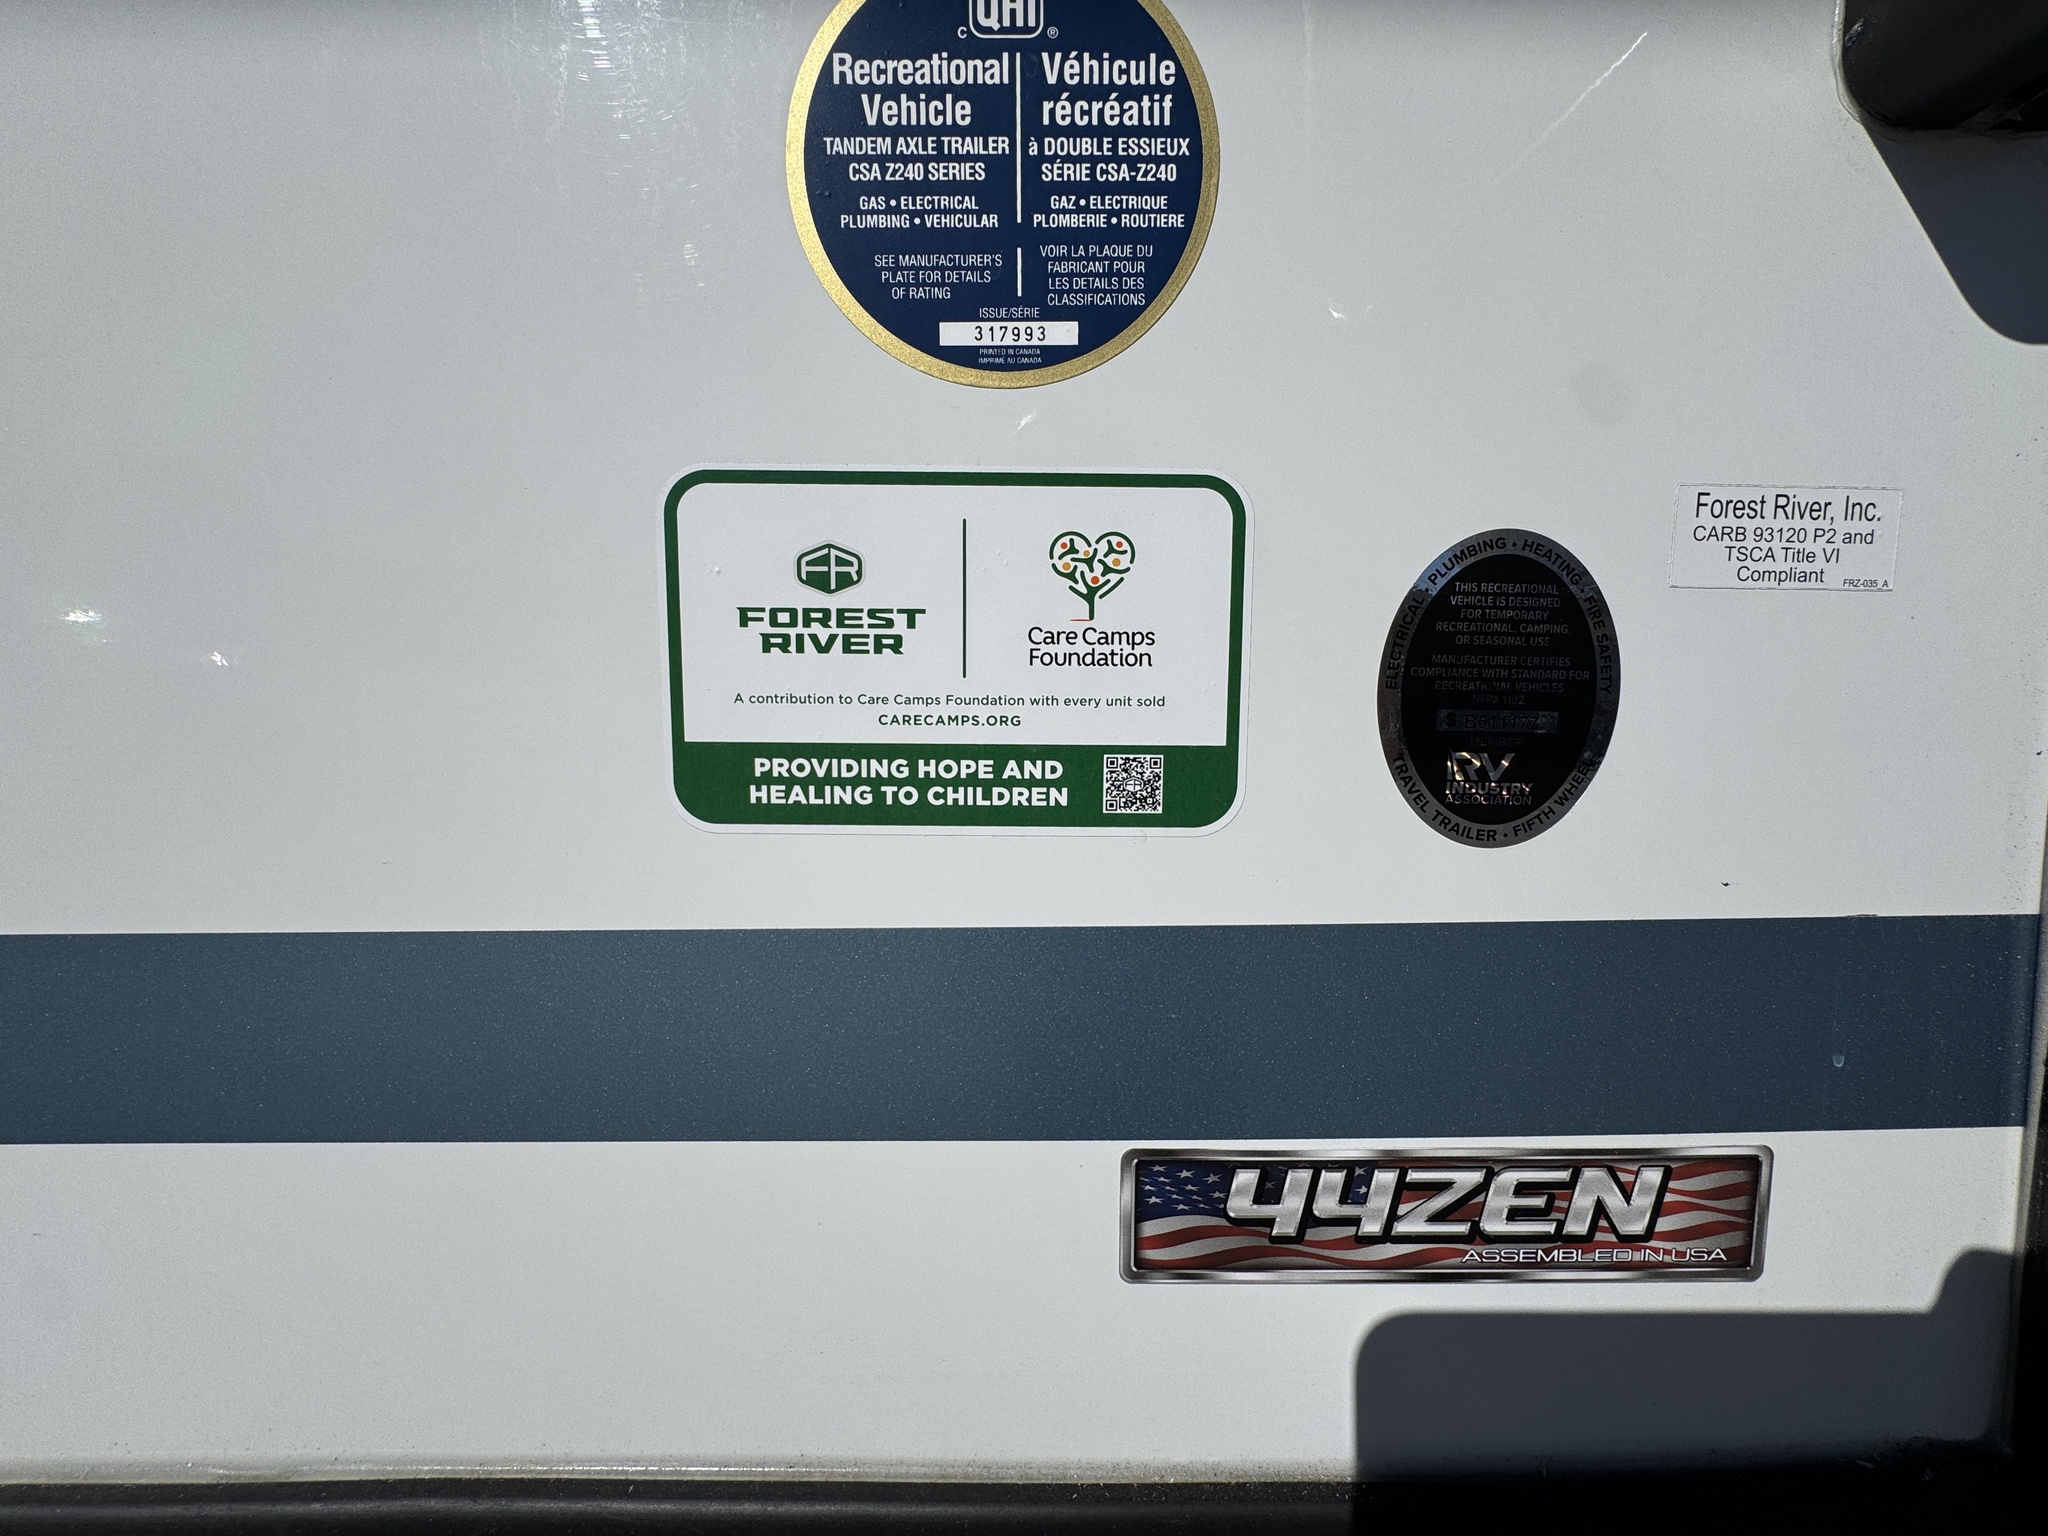 QHI
C ®
Recreational
Vehicle
TANDEM AXLE TRAILER
CSA Z240 SERIES
GAS • ELECTRICAL
PLUMBING • VEHICULAR
SEE MANUFACTURER'S
PLATE FOR DETAILS
OF RATING
Véhicule
récréatif
à DOUBLE ESSIEUX
SÉRIE CSA-Z240
GAZ • ELECTRIQUE
PLOMBERIE • ROUTIERE
VOIR LA PLAQUE DU
FABRICANT POUR
LES DETAILS DES
CLASSIFICATIONS
ISSUE/SÉRIE
317993
PRINTED IN CANADA
IMPRIMÉ AU CANADA
FR
FOREST
RIVER
Care Camps
Foundation
A contribution to Care Camps Foundation with every unit sold
CARECAMPS.ORG
PROVIDING HOPE AND
HEALING TO CHILDREN
FR
ELECTRICAL • PLUMBING • HEATING • FIRE SAFETY
THIS RECREATIONAL
VEHICLE IS DESIGNED
FOR TEMPORARY
RECREATIONAL, CAMPING,
OR SEASONAL USE
MANUFACTURER CERTIFIES
COMPLIANCE WITH STANDARD FOR
RECREATIONAL VEHICLES
NFPA 1192
MEMBER
RV
INDUSTRY
ASSOCIATION
TRAVEL TRAILER • FIFTH WHEEL
Forest River, Inc.
CARB 93120 P2 and
TSCA Title VI
Compliant
FRZ-035_A
44ZEN
ASSEMBLED IN USA